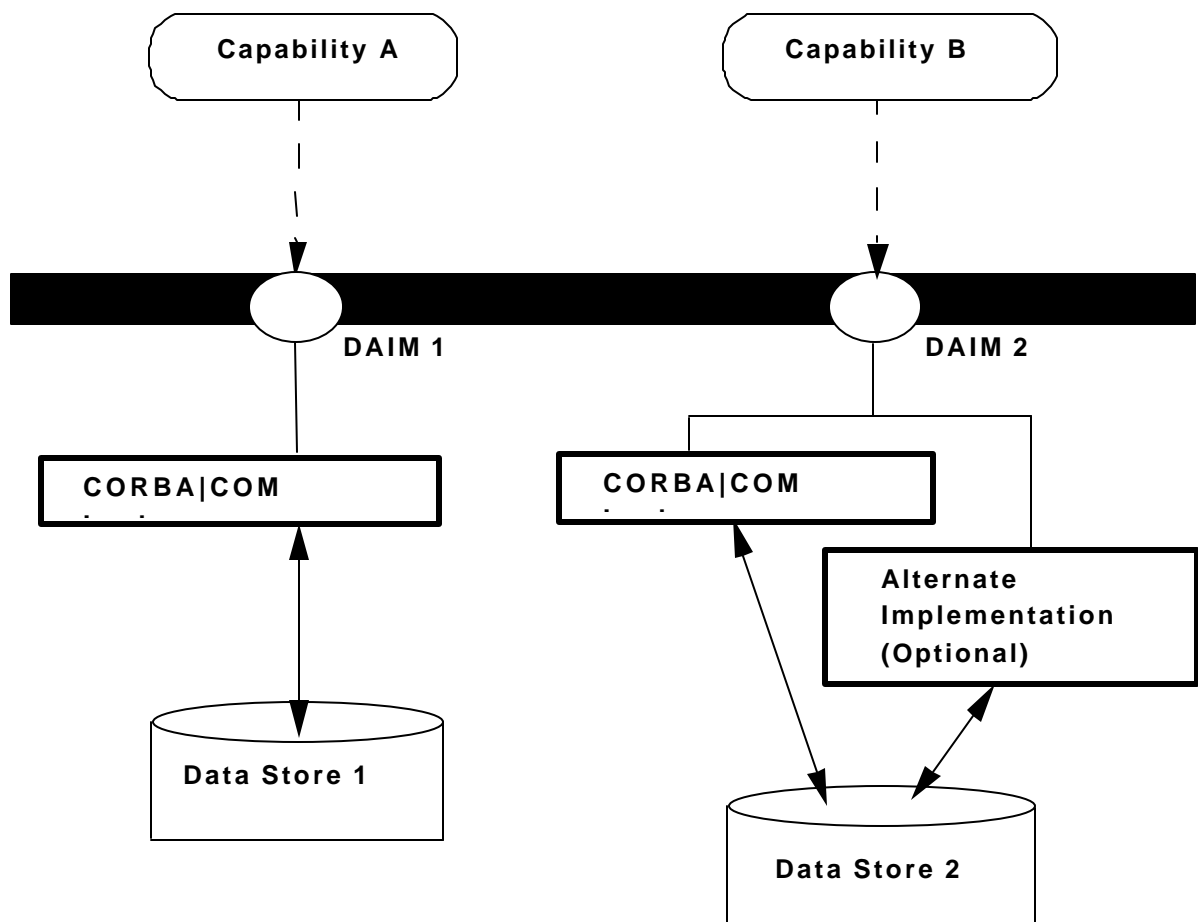 Capability A
Capability B
DAIM 1
DAIM 2
CORBA|COM
CORBA|COM
Alternate
Implementation
(Optional)
Data Store 1
Data Store 2